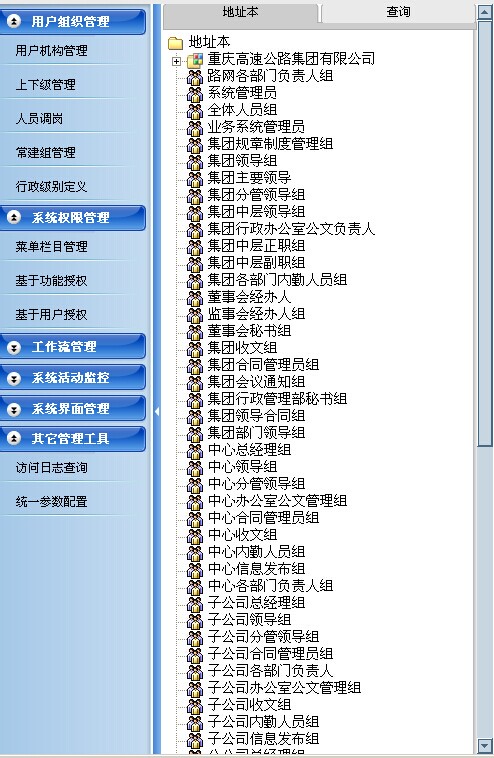 用户组织管理
用户机构管理
上下级管理
人员调岗
常建组管理
行政级别定义
系统权限管理
菜单栏目管理
基于功能授权
基于用户授权
工作流管理
系统活动监控
系统界面管理
其它管理工具
访问日志查询
统一参数配置
地址本 查询
地址本
重庆高速公路集团有限公司
路网各部门负责人组
系统管理员
全体人员组
业务系统管理员
集团规章制度管理组
集团领导组
集团主要领导
集团分管领导组
集团中层领导组
集团行政办公室公文负责人
集团中层正职组
集团中层副职组
集团各部门内勤人员组
董事会经办人
监事会经办人组
董事会秘书组
集团收文组
集团合同管理员组
集团会议通知组
集团行政管理部秘书组
集团领导合同组
集团部门领导组
中心总经理组
中心领导组
中心分管领导组
中心办公室公文管理组
中心合同管理员组
中心收文组
中心内勤人员组
中心信息发布组
中心各部门负责人组
子公司总经理组
子公司领导组
子公司分管领导组
子公司合同管理员组
子公司各部门负责人
子公司办公室公文管理组
子公司收文组
子公司内勤人员组
子公司信息发布组